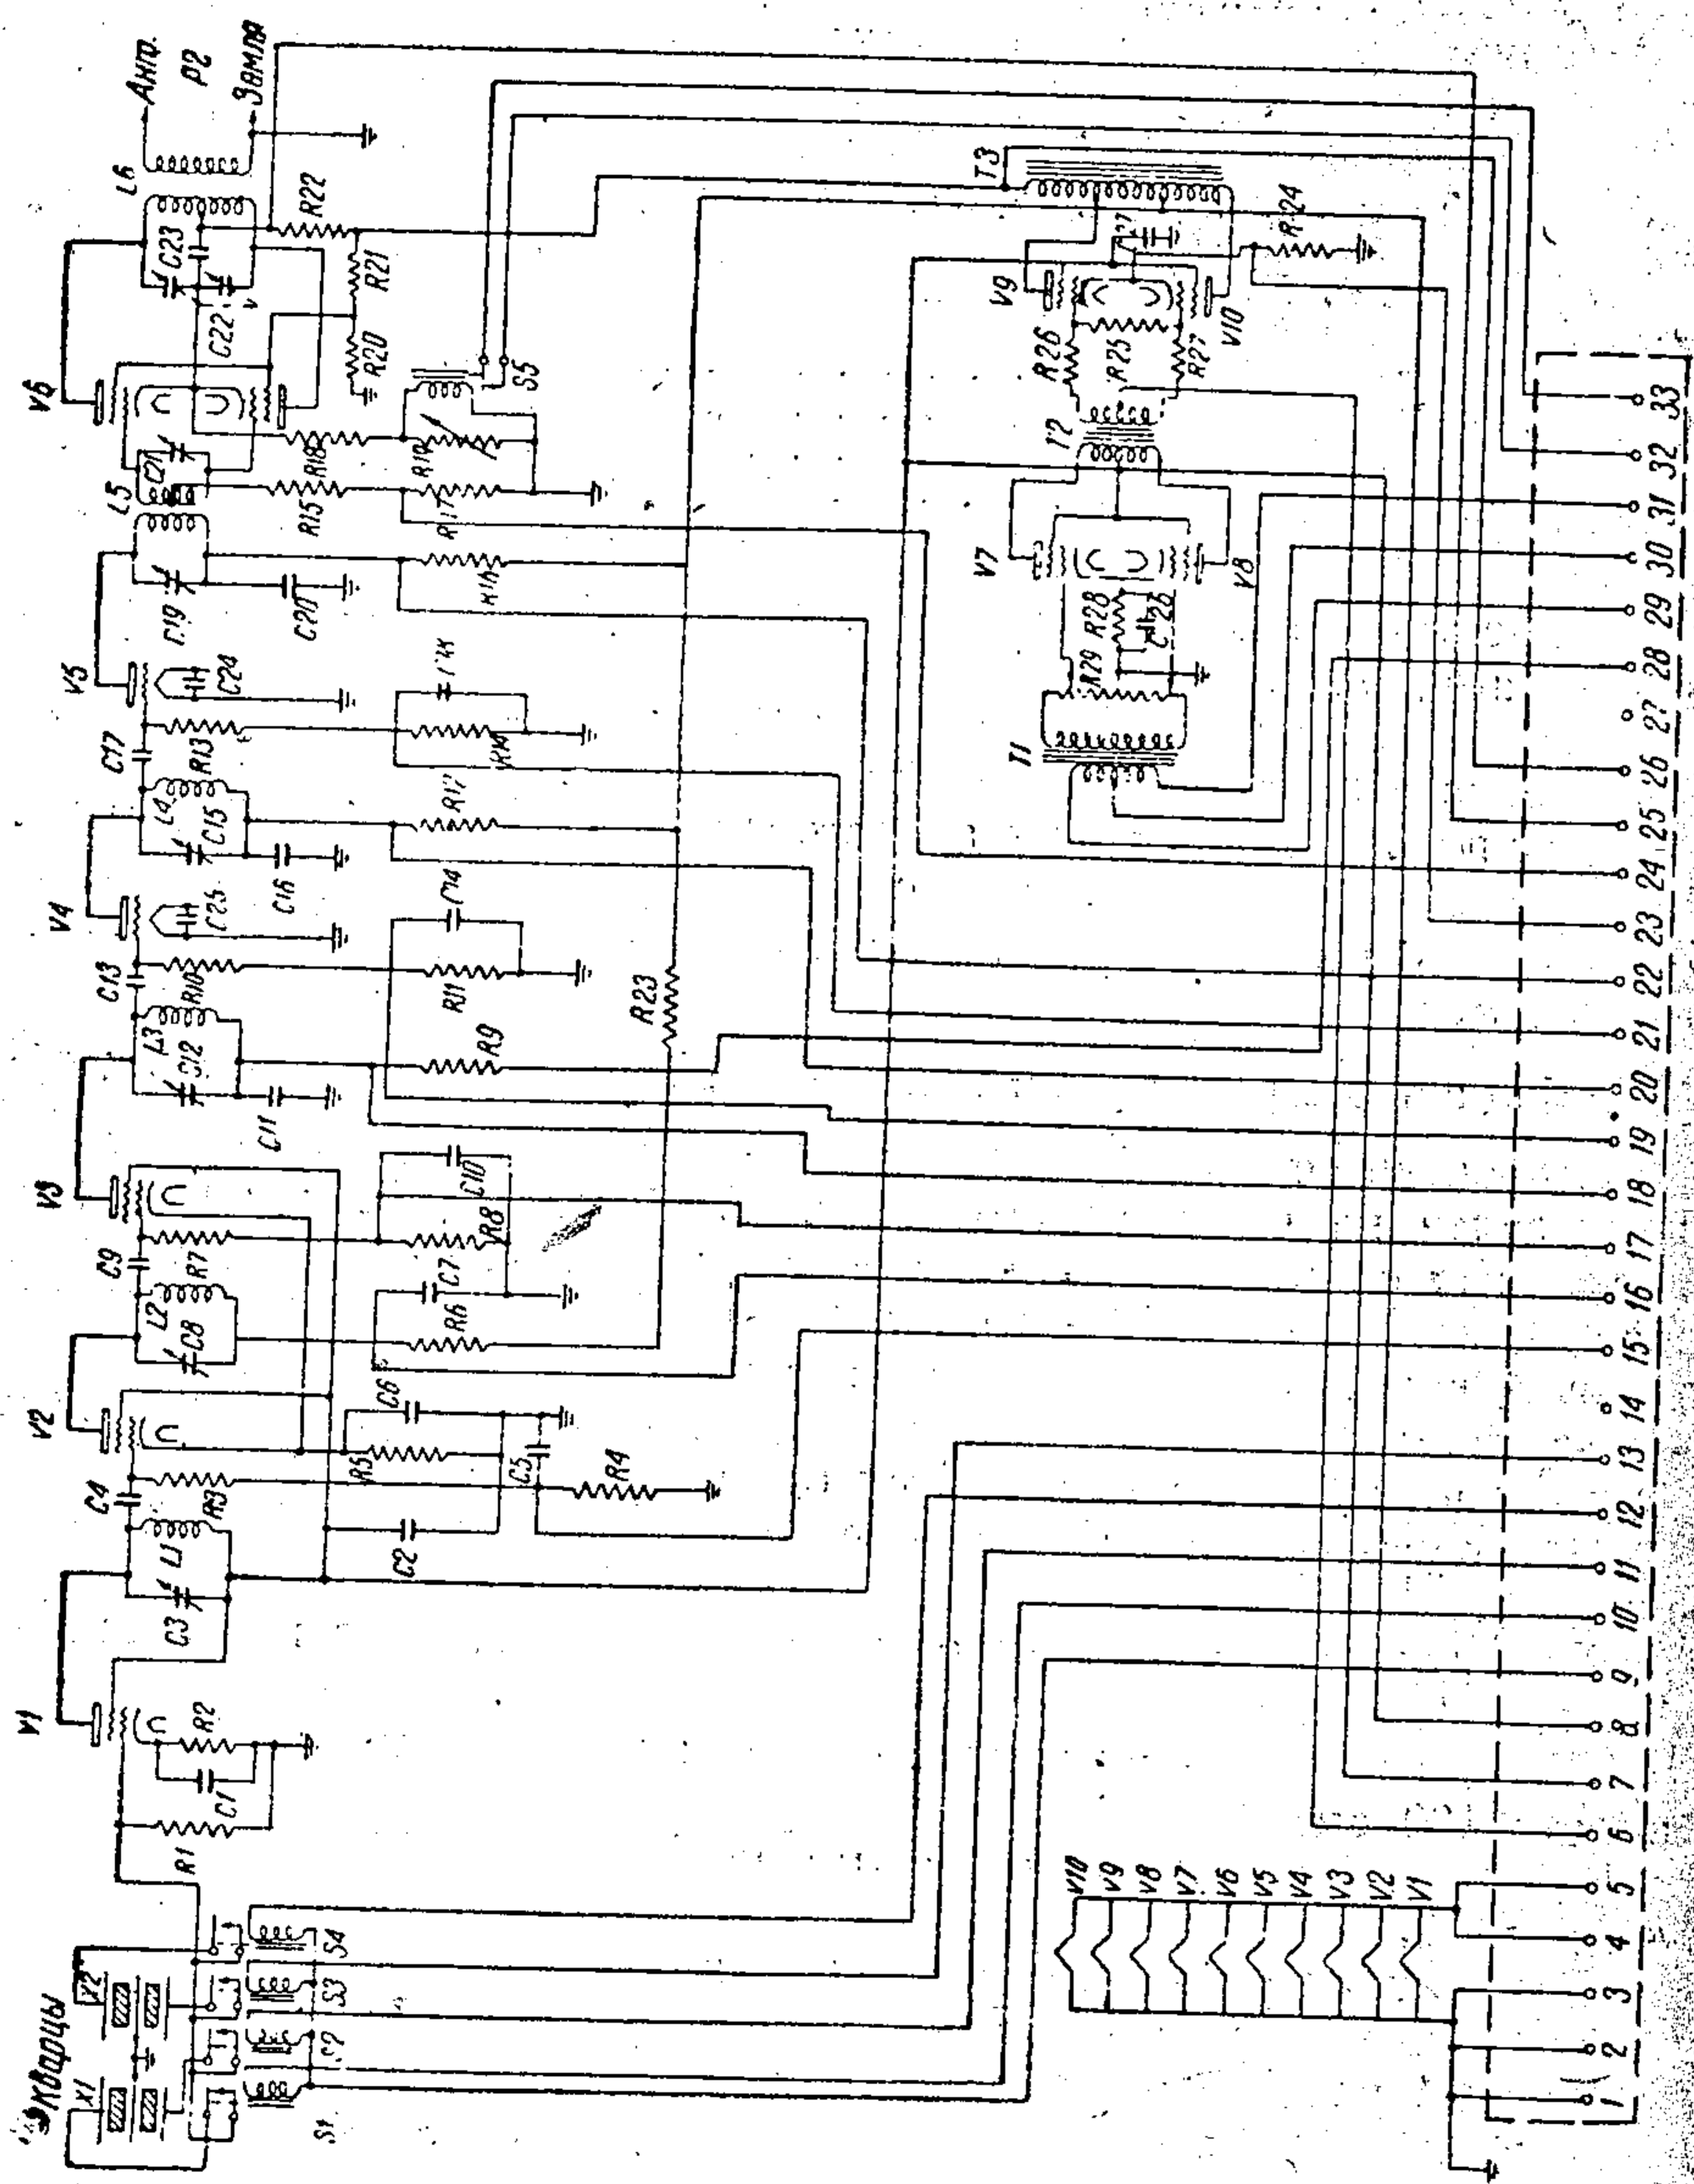 Кварцы
X1
X2
S1
S3
S4
R1
C1
R2
V1
C3
L1
R3
C4
C2
V2
R5
C6
C5
R4
L2
C8
R7
C9
R6
C7
R8
C10
V3
L3
C12
C11
R10
C13
R9
R11
C14
R23
V4
C25
L4
C15
C16
R13
C17
V5
C24
C19
C20
L5
C21
R15
R18
R17
R19
V6
C22
C23
L6
R22
R21
R20
S5
Ант.
P2
Земля
T1
R29
R28
C26
V7
V8
T2
R26
R25
R27
V9
V10
T3
R24
V10
V9
V8
V7
V6
V5
V4
V3
V2
V1
1
2
3
4
5
6
7
8
9
10
11
12
13
14
15
16
17
18
19
20
21
22
23
24
25
26
27
28
29
30
31
32
33